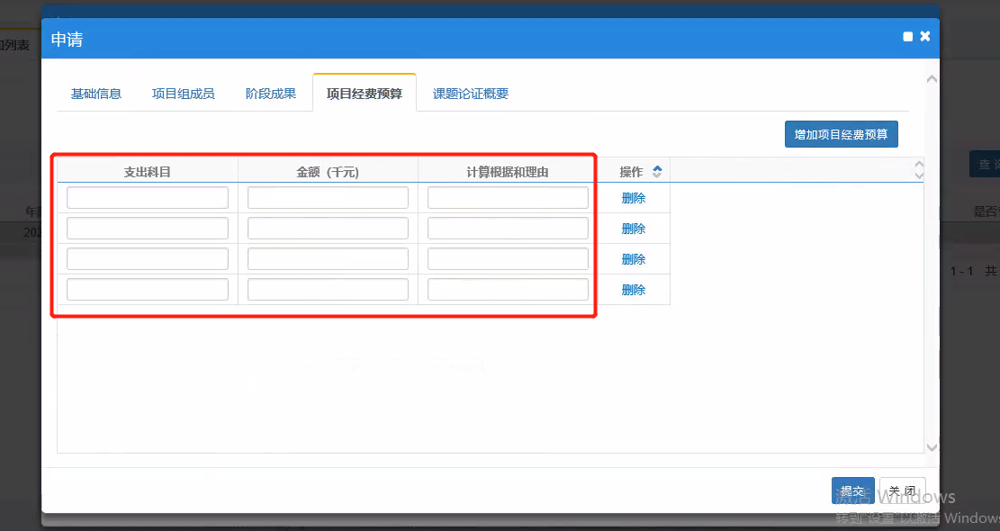 申请
列表
基础信息 项目组成员 阶段成果 项目经费预算 课题论证概要
增加项目经费预算
支出科目 金额（千元） 计算根据和理由 操作
查
删除
年
是否
删除
202
删除
1 - 1 共
删除
提交 关 闭
激活 Windows
转到"设置"以激活 Windows